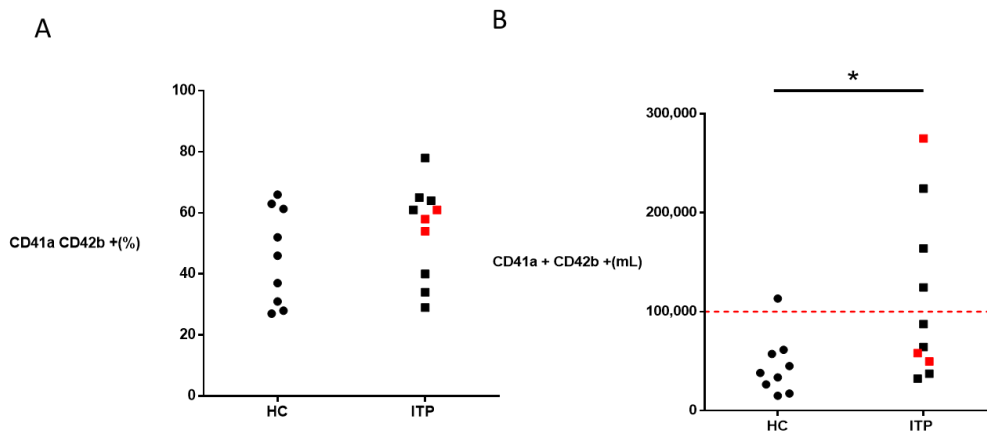 A
100
80
60
40
20
0
CD41a CD42b +(%)
HC
ITP
B
*
300,000
200,000
100,000
0
CD41a + CD42b +(mL)
HC
ITP